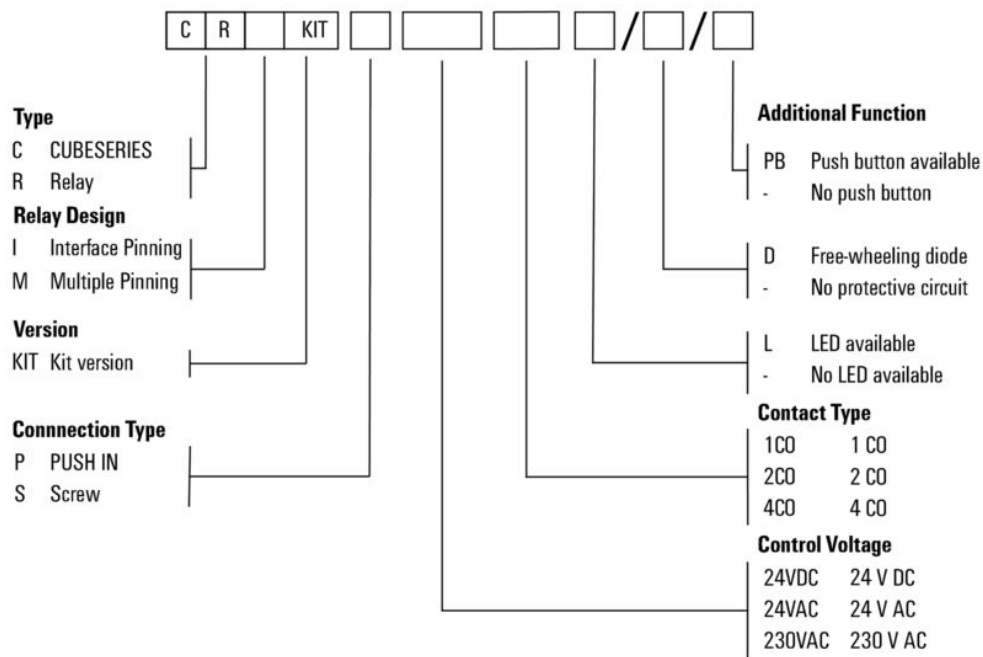 C R KIT / /
Type
C CUBESERIES
R Relay
Relay Design
I Interface Pinning
M Multiple Pinning
Version
KIT Kit version
Connnection Type
P PUSH IN
S Screw
Additional Function
PB Push button available
- No push button
D Free-wheeling diode
- No protective circuit
L LED available
- No LED available
Contact Type
1CO 1 CO
2CO 2 CO
4CO 4 CO
Control Voltage
24VDC 24 V DC
24VAC 24 V AC
230VAC 230 V AC